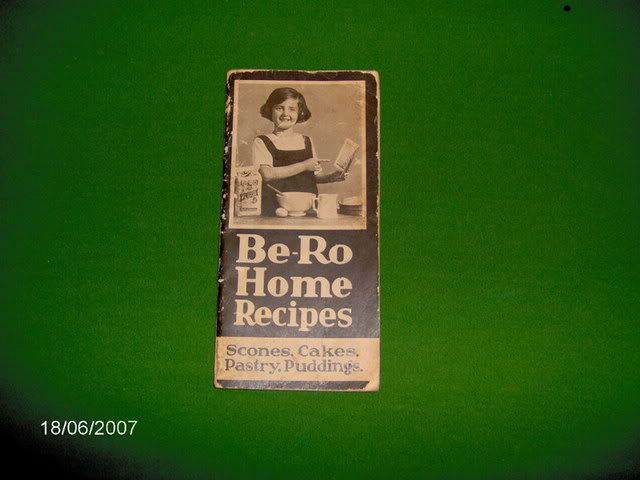 Be-Ro
Home
Recipes
Scones, Cakes,
Pastry, Puddings.
18/06/2007